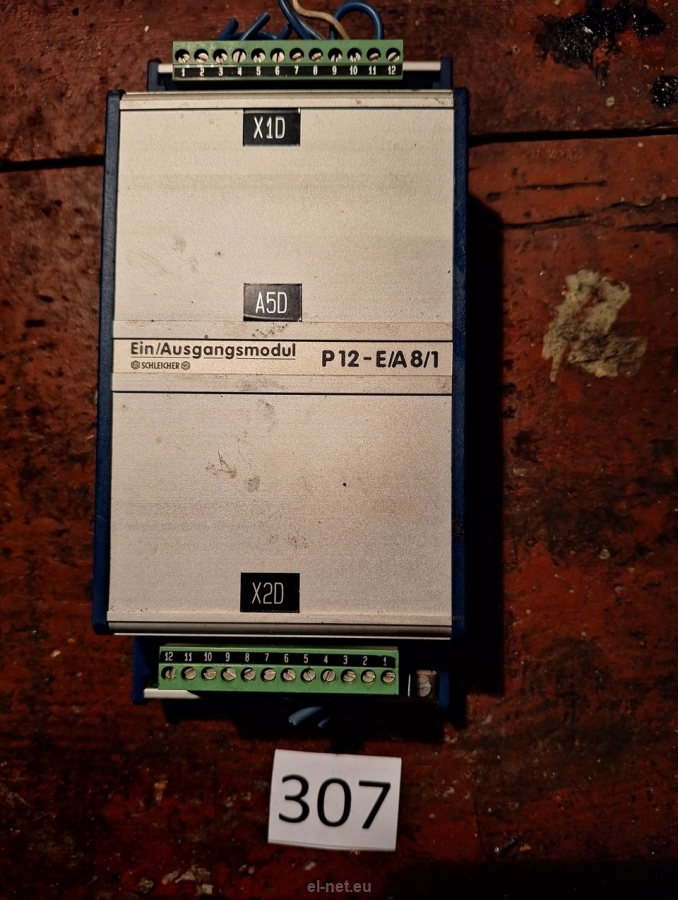 1 2 3 4 5 6 7 8 9 10 11 12
X1D
A5D
Ein/Ausgangsmodul
SCHLEICHER
P12-E/A8/1
X2D
12 11 10 9 8 7 6 5 4 3 2 1
307
el-net.eu